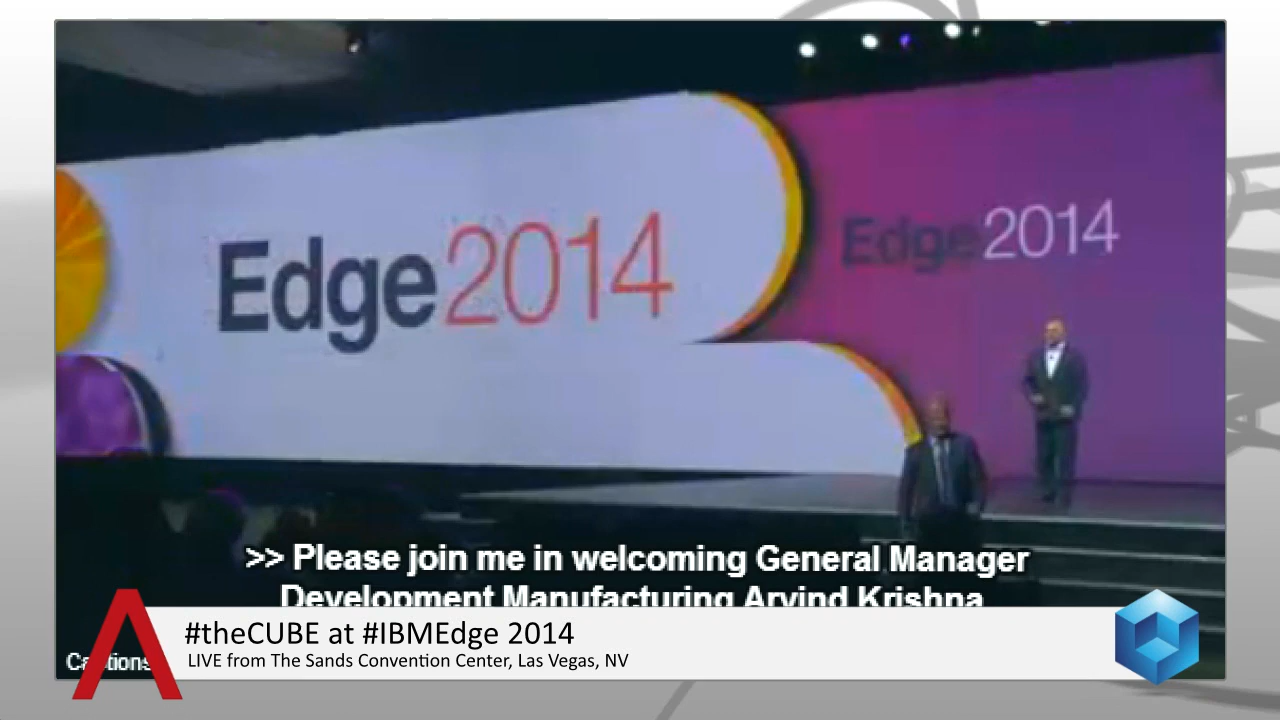 Edge2014
Edge2014
>> Please join me in welcoming General Manager
Development Manufacturing Arvind Krishna
#theCUBE at #IBMEdge 2014
LIVE from The Sands Convention Center, Las Vegas, NV